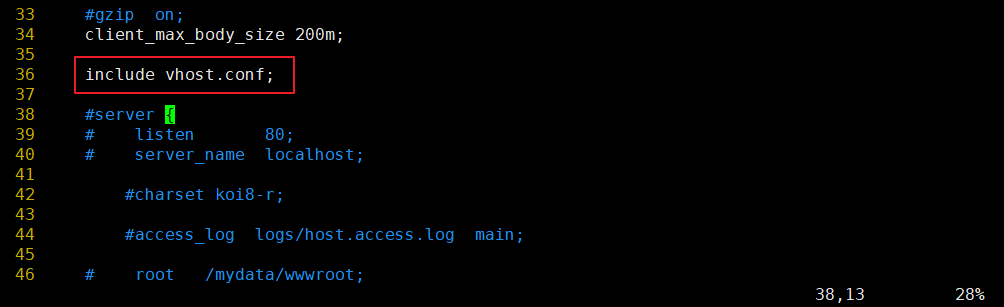 33     #gzip  on;
34     client_max_body_size 200m;
35
36     include vhost.conf;
37
38     #server {
39     #    listen       80;
40     #    server_name  localhost;
41
42         #charset koi8-r;
43
44         #access_log  logs/host.access.log  main;
45
46     #    root   /mydata/wwwroot;
38,13         28%